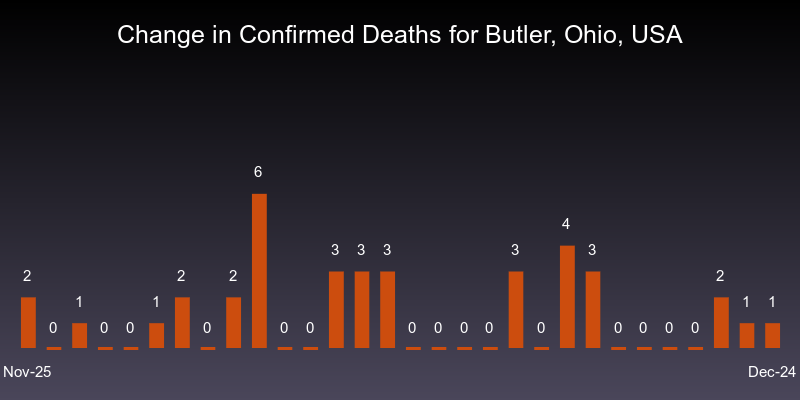 Change in Confirmed Deaths for Butler, Ohio, USA
6
4
3 3 3 3 3
2 2 2 2
1 1 1 1
0 0 0 0 0 0 0 0 0 0 0 0 0 0 0
Nov-25 Dec-24